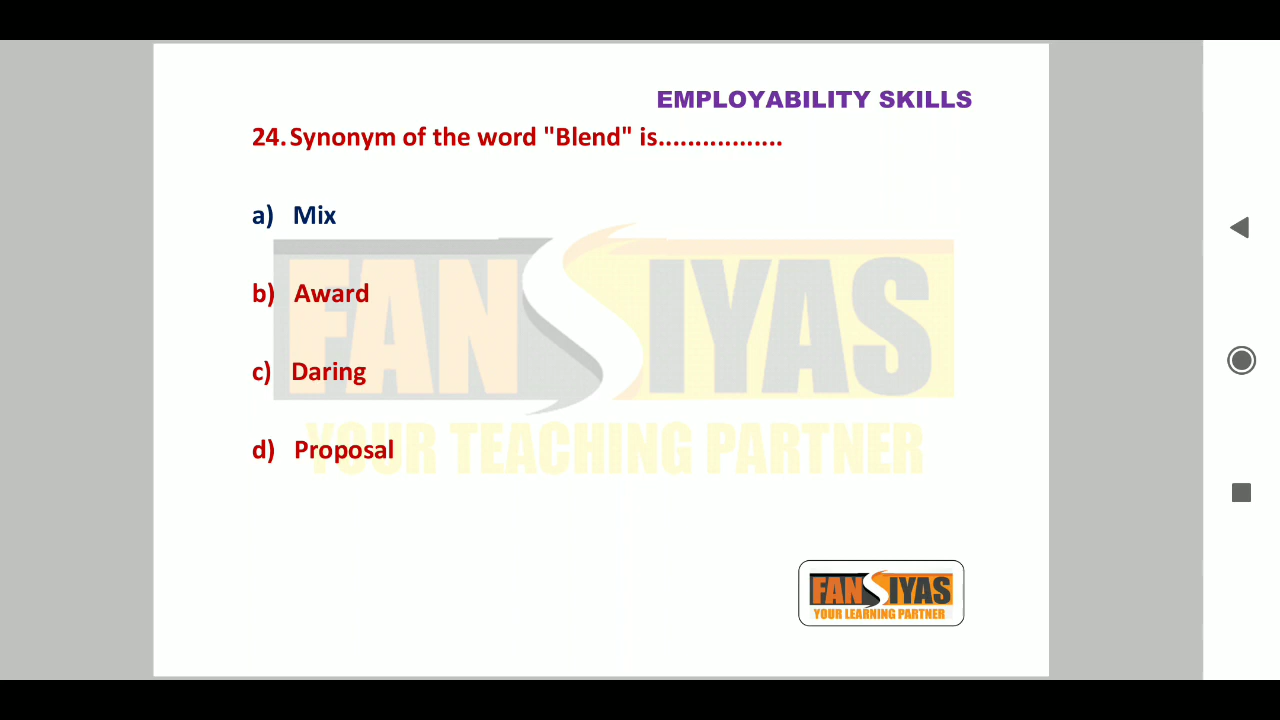 EMPLOYABILITY SKILLS
24. Synonym of the word "Blend" is.................
a) Mix
b) Award
c) Daring
d) Proposal
FANSIYAS
YOUR TEACHING PARTNER
FANSIYAS
YOUR LEARNING PARTNER